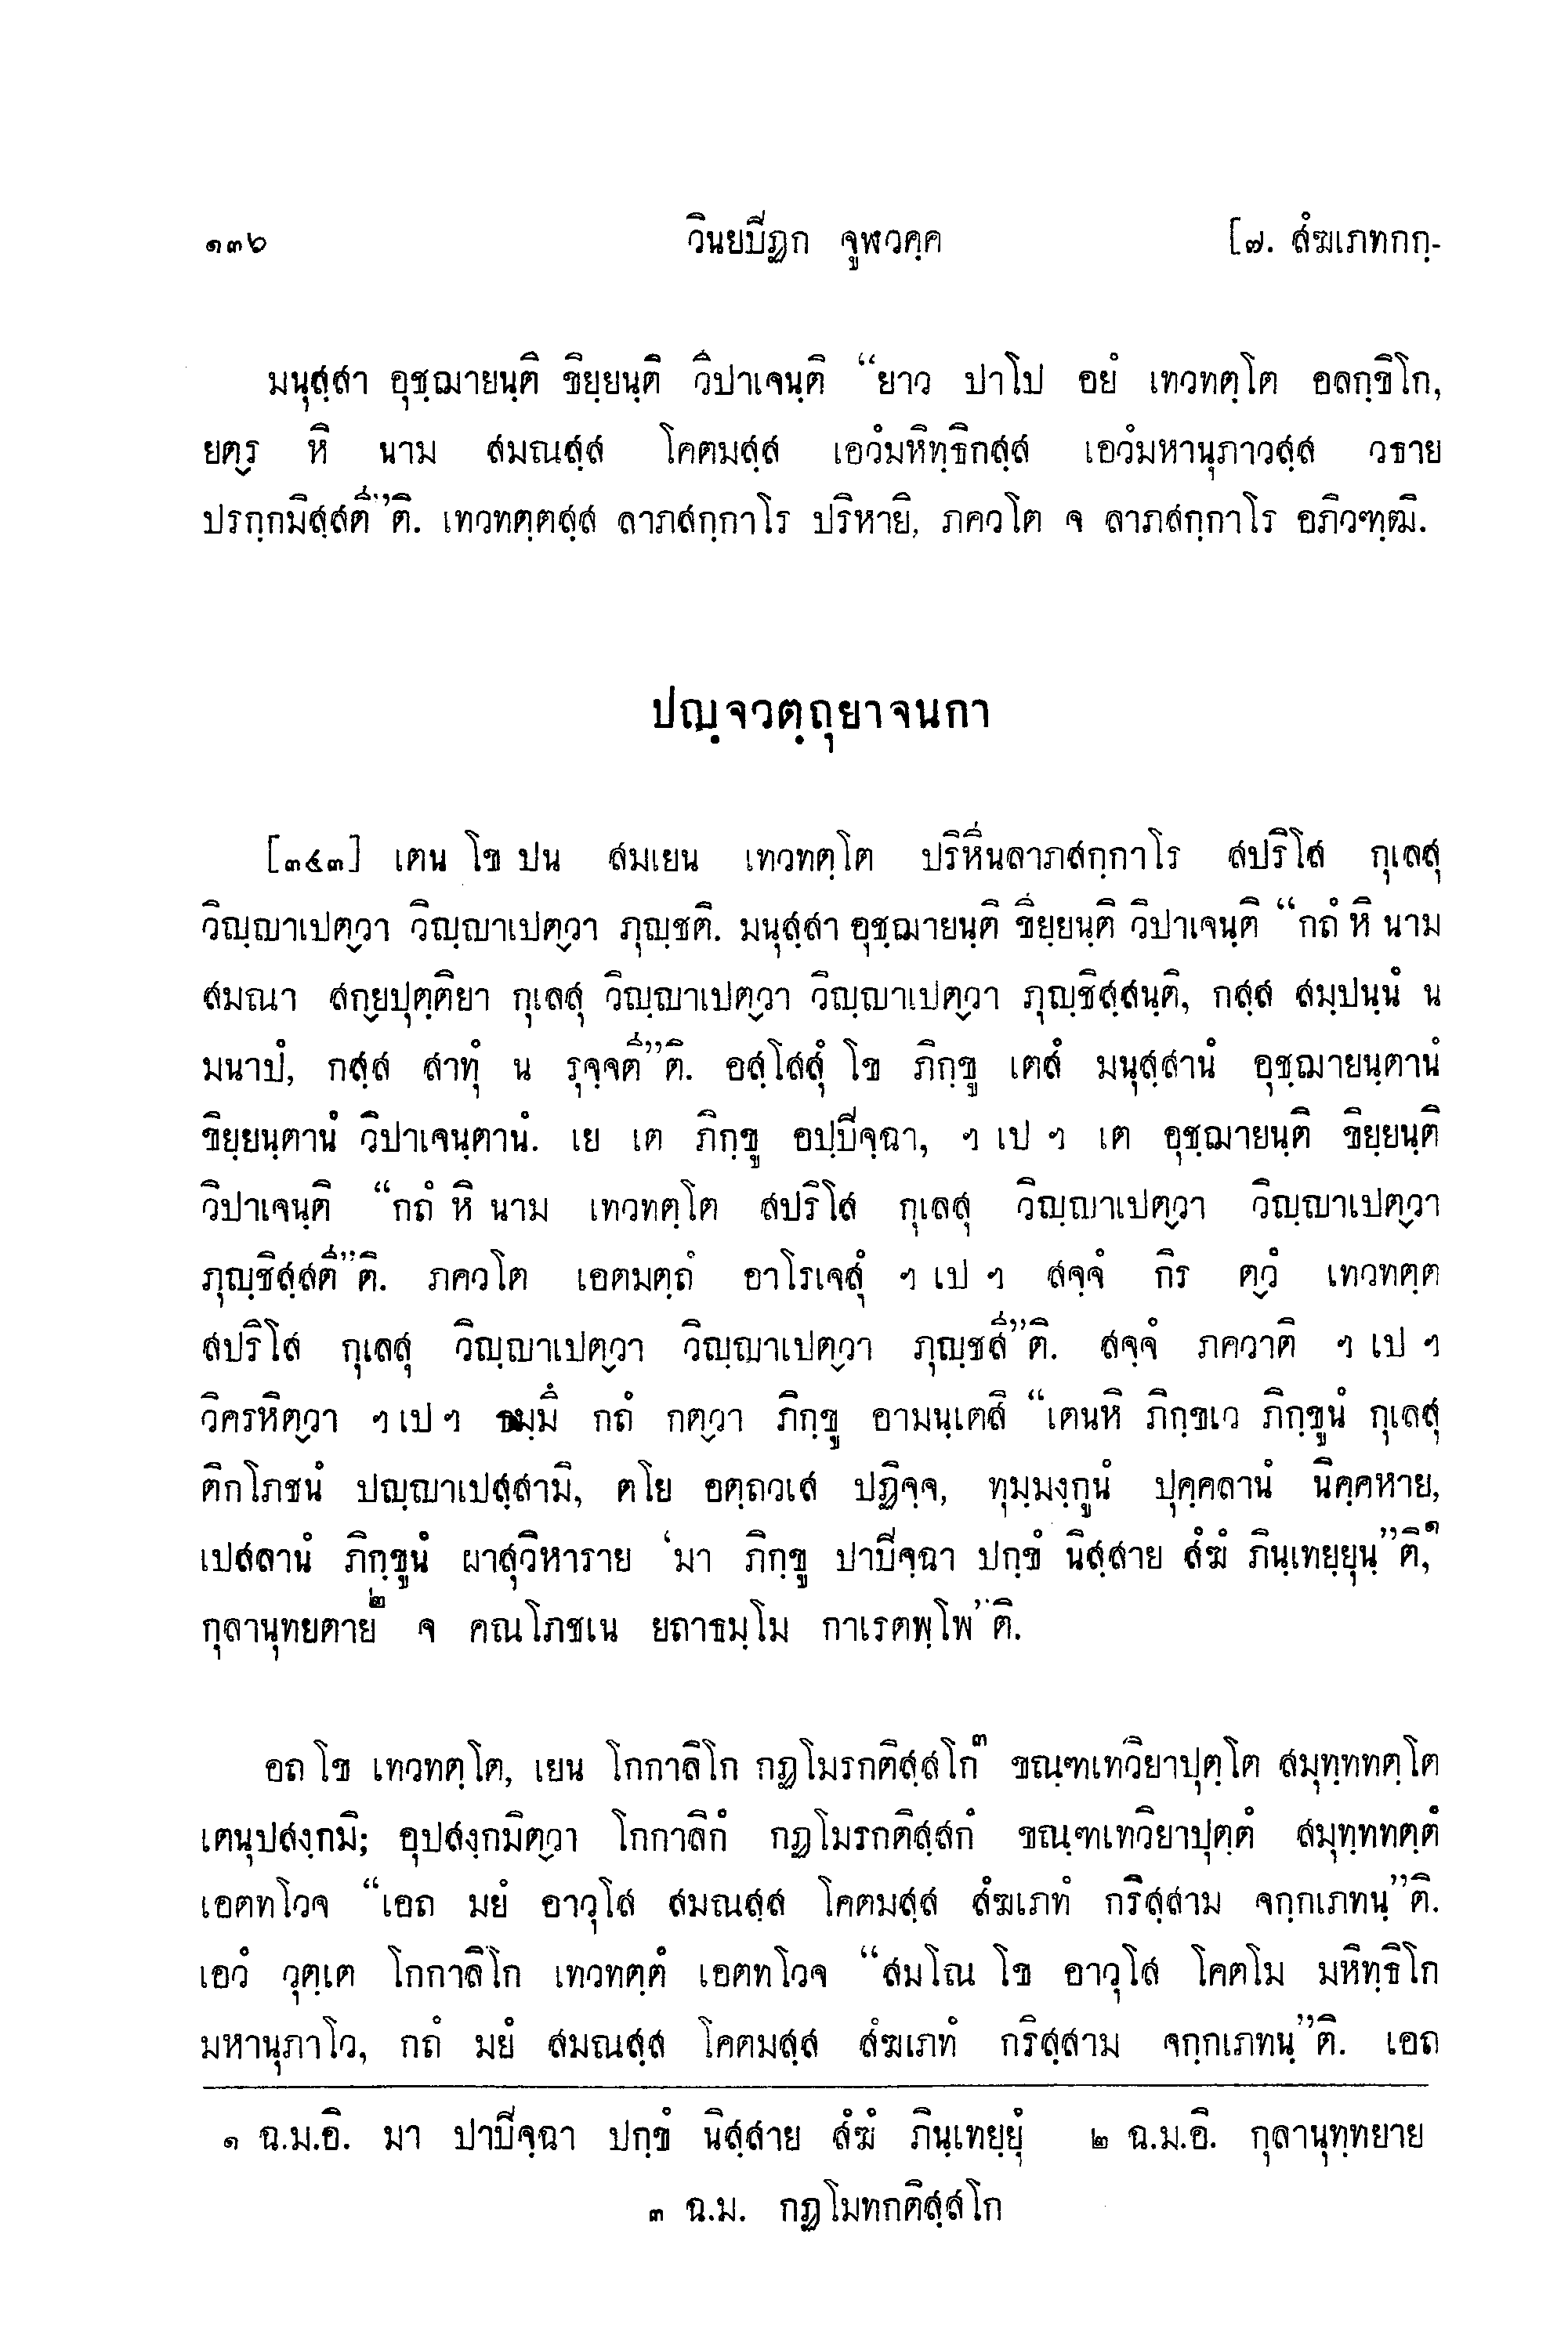 ๑๓๖ วินยปิฏก จูฬวคฺค [๗. สํฆเภทกกฺ-
มนุสฺสา อุชฺฌายนฺติ ขิยฺยนฺติ วิปาเจนฺติ “ยาว ปาโป อยํ เทวทตฺโต อลกฺขิโก,
ยตฺร หิ นาม สมณสฺส โคตมสฺส เอวํมหิทฺธิกสฺส เอวํมหานุภาวสฺส วธาย
ปรกฺกมิสฺสตี”ติ. เทวทตฺตสฺส ลาภสกฺกาโร ปริหายิ, ภควโต จ ลาภสกฺกาโร อภิวฑฺฒิ.
ปญฺจวตฺถุยาจนกา
[๓๔๓] เตน โข ปน สมเยน เทวทตฺโต ปริหีนลาภสกฺกาโร สปริโส กุเลสุ
วิญฺญาเปตฺวา วิญฺญาเปตฺวา ภุญฺชติ. มนุสฺสา อุชฺฌายนฺติ ขิยฺยนฺติ วิปาเจนฺติ “กถํ หิ นาม
สมณา สกฺยปุตฺติยา กุเลสุ วิญฺญาเปตฺวา วิญฺญาเปตฺวา ภุญฺชิสฺสนฺติ, กสฺส สมฺปนฺนํ น
มนาปํ, กสฺส สาทุํ น รุจฺจตี”ติ. อสฺโสสุํ โข ภิกฺขู เตสํ มนุสฺสานํ อุชฺฌายนฺตานํ
ขิยฺยนฺตานํ วิปาเจนฺตานํ. เย เต ภิกฺขู อปฺปิจฺฉา, ฯ เป ฯ เต อุชฺฌายนฺติ ขิยฺยนฺติ
วิปาเจนฺติ “กถํ หิ นาม เทวทตฺโต สปริโส กุเลสุ วิญฺญาเปตฺวา วิญฺญาเปตฺวา
ภุญฺชิสฺสตี”ติ. ภควโต เอตมตฺถํ อาโรเจสุํ ฯ เป ฯ สจฺจํ กิร ตฺวํ เทวทตฺต
สปริโส กุเลสุ วิญฺญาเปตฺวา วิญฺญาเปตฺวา ภุญฺชสี”ติ. สจฺจํ ภควาติ ฯ เป ฯ
วิครหิตฺวา ฯ เป ฯ ธมฺมึ กถํ กตฺวา ภิกฺขู อามนฺเตสิ “เตนหิ ภิกฺขเว ภิกฺขูนํ กุเลสุ
ติกโภชนํ ปญฺญาเปสฺสามิ, ตโย อตฺถวเส ปฏิจฺจ, ทุมฺมงฺกูนํ ปุคฺคลานํ นิคฺคหาย,
เปสลานํ ภิกฺขูนํ ผาสุวิหาราย ‘มา ภิกฺขู ปาปิจฺฉา ปกฺขํ นิสฺสาย สํฆํ ภินฺเทยฺยุนฺ”ติ,๑
กุลานุทยตาย๒ จ คณโภชเน ยถาธมฺโม กาเรตพฺโพ”ติ.
อถ โข เทวทตฺโต, เยน โกกาลิโก กฏโมรกติสฺสโก๓ ขณฺฑเทวิยาปุตฺโต สมุทฺททตฺโต
เตนุปสงฺกมิ; อุปสงฺกมิตฺวา โกกาลิกํ กฏโมรกติสฺสกํ ขณฺฑเทวิยาปุตฺตํ สมุทฺททตฺตํ
เอตทโวจ “เอถ มยํ อาวุโส สมณสฺส โคตมสฺส สํฆเภทํ กริสฺสาม จกฺกเภทนฺ”ติ.
เอวํ วุตฺเต โกกาลิโก เทวทตฺตํ เอตทโวจ “สมโณ โข อาวุโส โคตโม มหิทฺธิโก
มหานุภาโว, กถํ มยํ สมณสฺส โคตมสฺส สํฆเภทํ กริสฺสาม จกฺกเภทนฺ”ติ. เอถ
๑ ฉ.ม.อิ. มา ปาปิจฺฉา ปกฺขํ นิสฺสาย สํฆํ ภินฺเทยฺยุํ ๒ ฉ.ม.อิ. กุลานุทฺทยาย
๓ ฉ.ม. กฏโมทกติสฺสโก